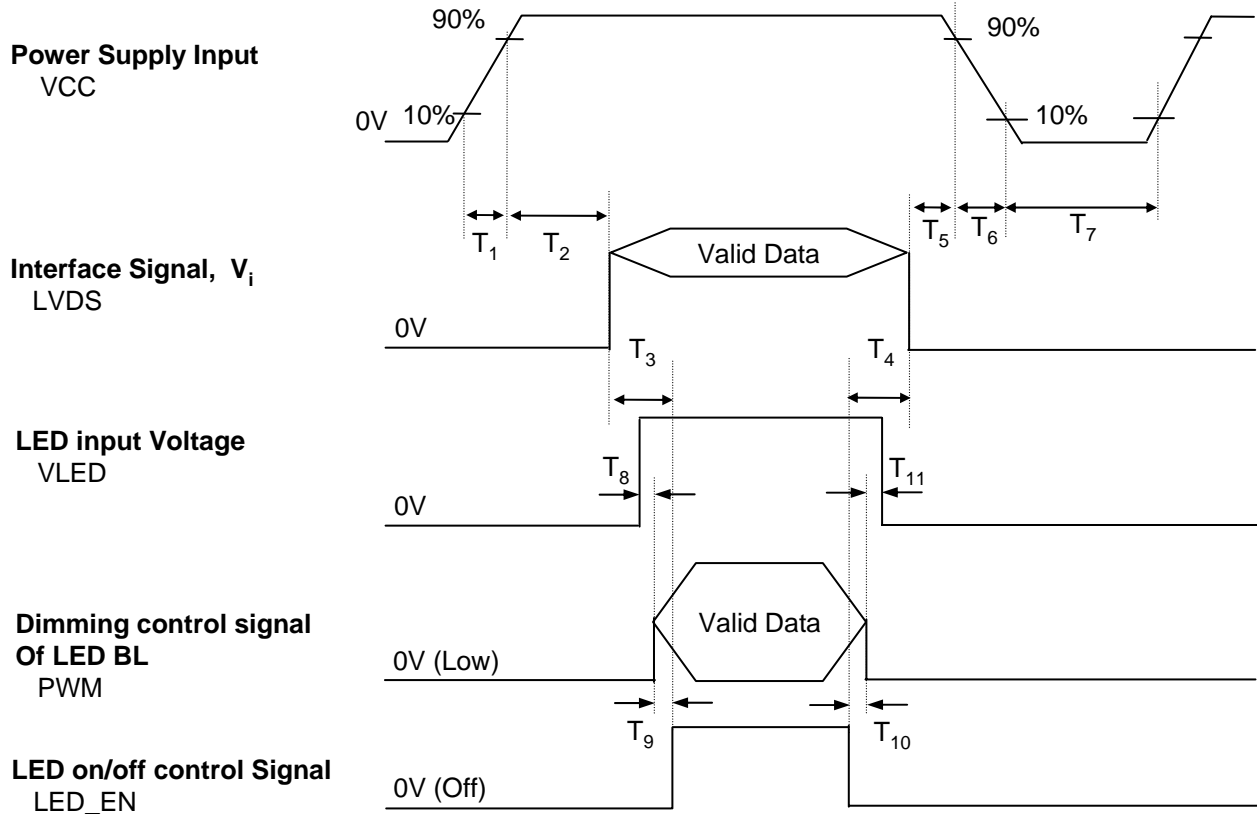 90%
90%
Power Supply Input
VCC
0V
10%
10%
T1
T2
T5
T6
T7
Interface Signal, Vi
LVDS
Valid Data
0V
T3
T4
LED input Voltage
VLED
T8
T11
0V
Dimming control signal
Of LED BL
PWM
Valid Data
0V (Low)
T9
T10
LED on/off control Signal
LED_EN
0V (Off)